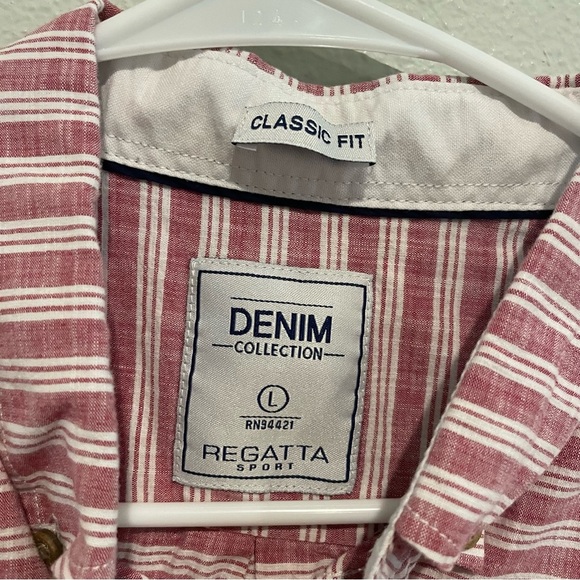 CLASSIC FIT
DENIM
COLLECTION
L
RN94421
REGATTA
SPORT